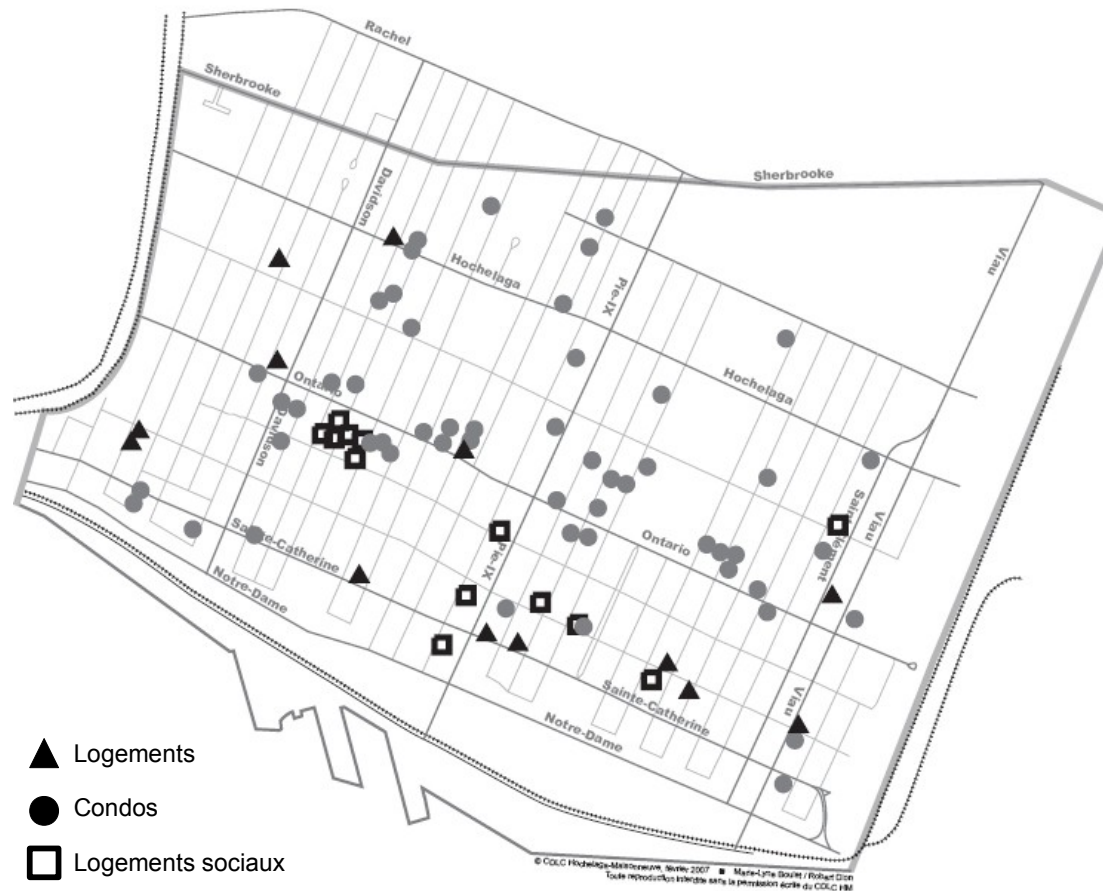 Rachel
Sherbrooke
Sherbrooke
Davidson
Viau
Hochelaga
Pie-IX
Hochelaga
Ontario
Davidson
Saint-Clément
Viau
Ontario
Sainte-Catherine
Pie-IX
Notre-Dame
Sainte-Catherine
Viau
Notre-Dame
Logements
Condos
Logements sociaux
© CDLC Hochelaga-Maisonneuve, février 2007 ■ Marie-Lyne Boulet / Robert Dion
Toute reproduction interdite sans la permission écrite du CDLC HM